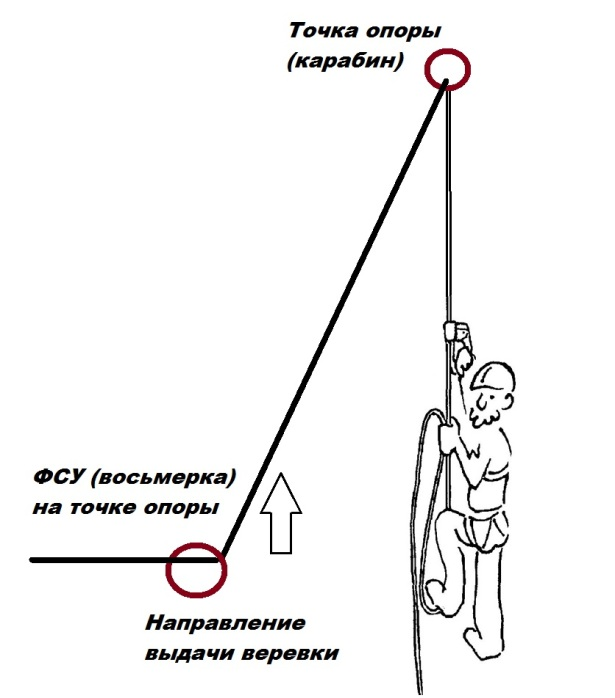 Точка опоры
(карабин)
ФСУ (восьмерка)
на точке опоры
Направление
выдачи веревки